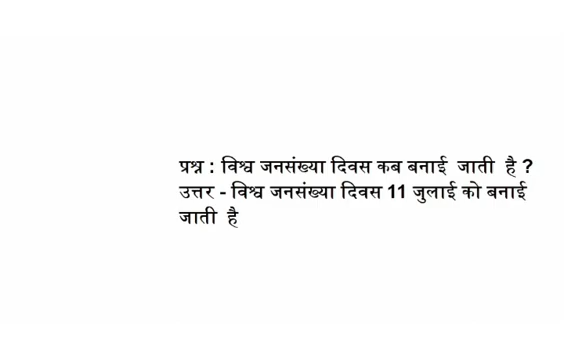 प्रश्न : विश्व जनसंख्या दिवस कब बनाई जाती है ?
उत्तर - विश्व जनसंख्या दिवस 11 जुलाई को बनाई
जाती है